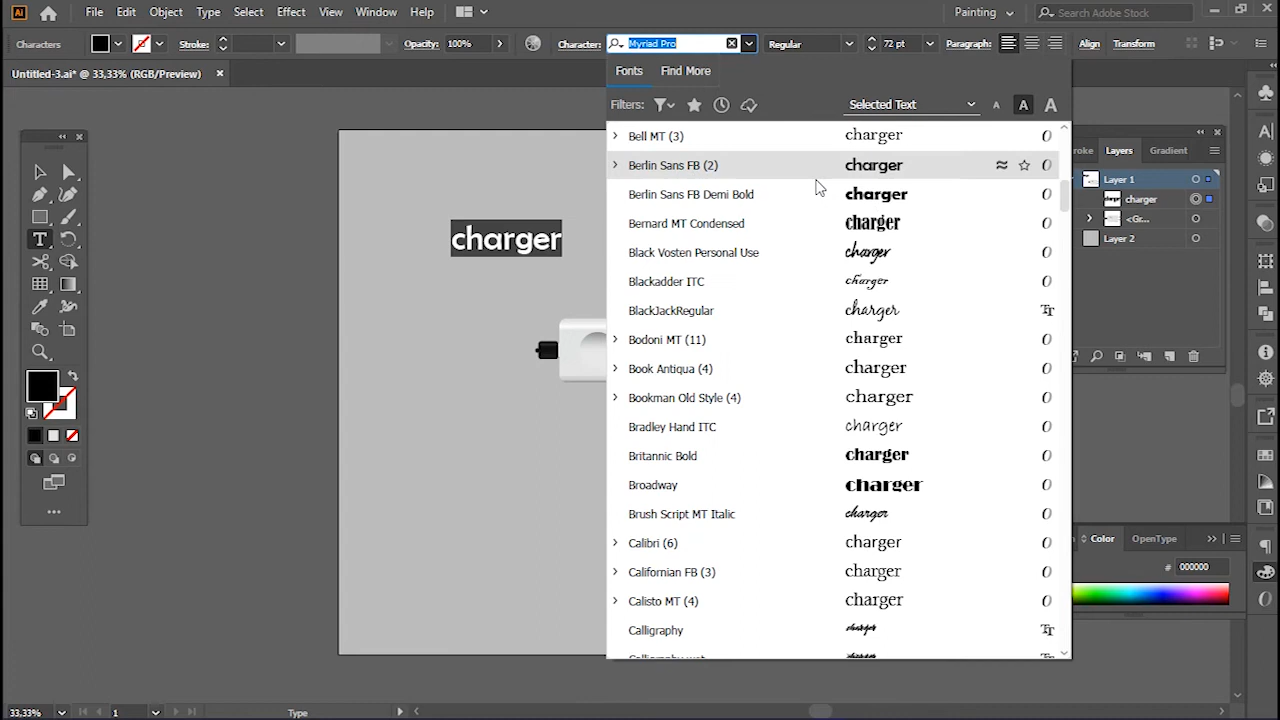 Ai File Edit Object Type Select Effect View Window Help Painting Search Adobe Stock
Characters Stroke: Opacity: 100% Character: Myriad Pro Regular 72 pt Paragraph: Align Transform
Untitled-3.ai* @ 33,33% (RGB/Preview)
Fonts Find More
Filters: Selected Text A A A
Bell MT (3) charger
Berlin Sans FB (2) charger
Berlin Sans FB Demi Bold charger
Bernard MT Condensed charger
Black Vosten Personal Use charger
Blackadder ITC charger
BlackJackRegular charger
Bodoni MT (11) charger
Book Antiqua (4) charger
Bookman Old Style (4) charger
Bradley Hand ITC charger
Britannic Bold charger
Broadway charger
Brush Script MT Italic charger
Calibri (6) charger
Californian FB (3) charger
Calisto MT (4) charger
Calligraphy charger
charger
roke Layers Gradient
Layer 1
charger
<Gr...
Layer 2
Color OpenType
# 000000
33,33% 1 Type